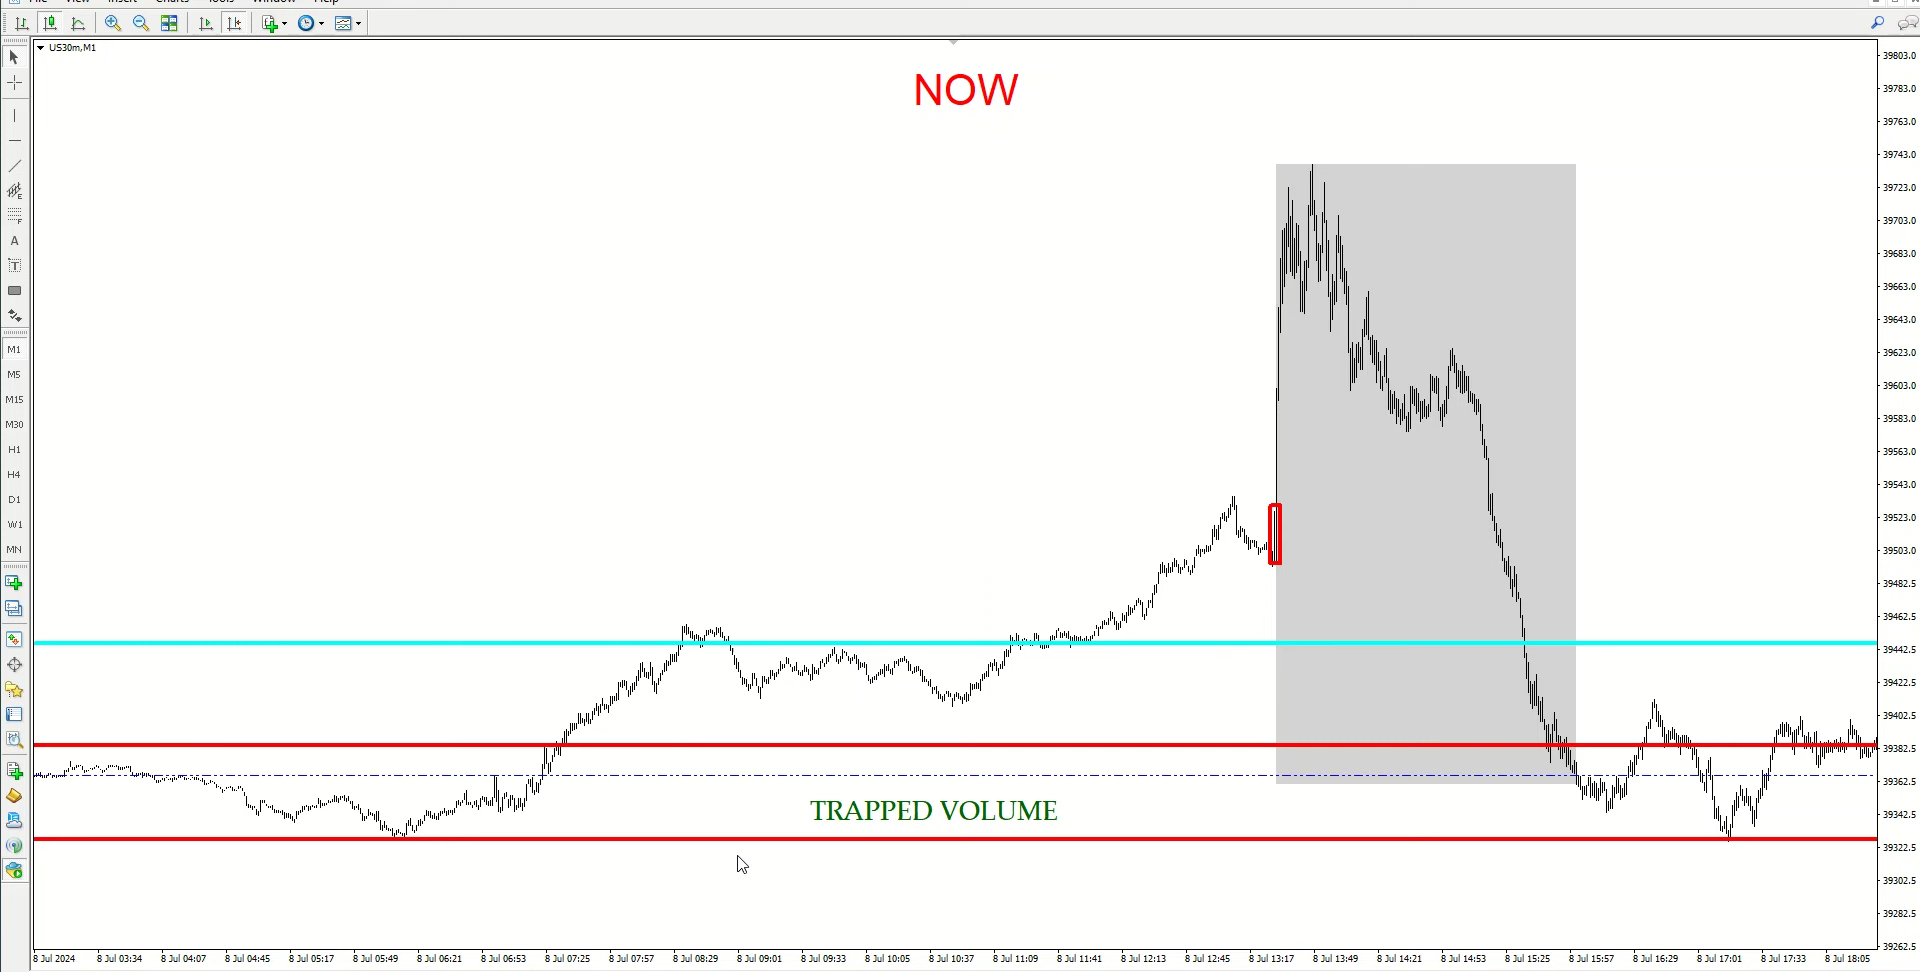 File View Insert Charts Tools Window Help
US30m,M1
NOW
TRAPPED VOLUME
E
F
A
T
M1
M5
M15
M30
H1
H4
D1
W1
MN
39803.0
39783.0
39763.0
39743.0
39723.0
39703.0
39683.0
39663.0
39643.0
39623.0
39603.0
39583.0
39563.0
39543.0
39523.0
39503.0
39482.5
39462.5
39442.5
39422.5
39402.5
39382.5
39362.5
39342.5
39322.5
39302.5
39282.5
39262.5
8 Jul 2024 8 Jul 03:34 8 Jul 04:07 8 Jul 04:45 8 Jul 05:17 8 Jul 05:49 8 Jul 06:21 8 Jul 06:53 8 Jul 07:25 8 Jul 07:57 8 Jul 08:29 8 Jul 09:01 8 Jul 09:33 8 Jul 10:05 8 Jul 10:37 8 Jul 11:09 8 Jul 11:41 8 Jul 12:13 8 Jul 12:45 8 Jul 13:17 8 Jul 13:49 8 Jul 14:21 8 Jul 14:53 8 Jul 15:25 8 Jul 15:57 8 Jul 16:29 8 Jul 17:01 8 Jul 17:33 8 Jul 18:05